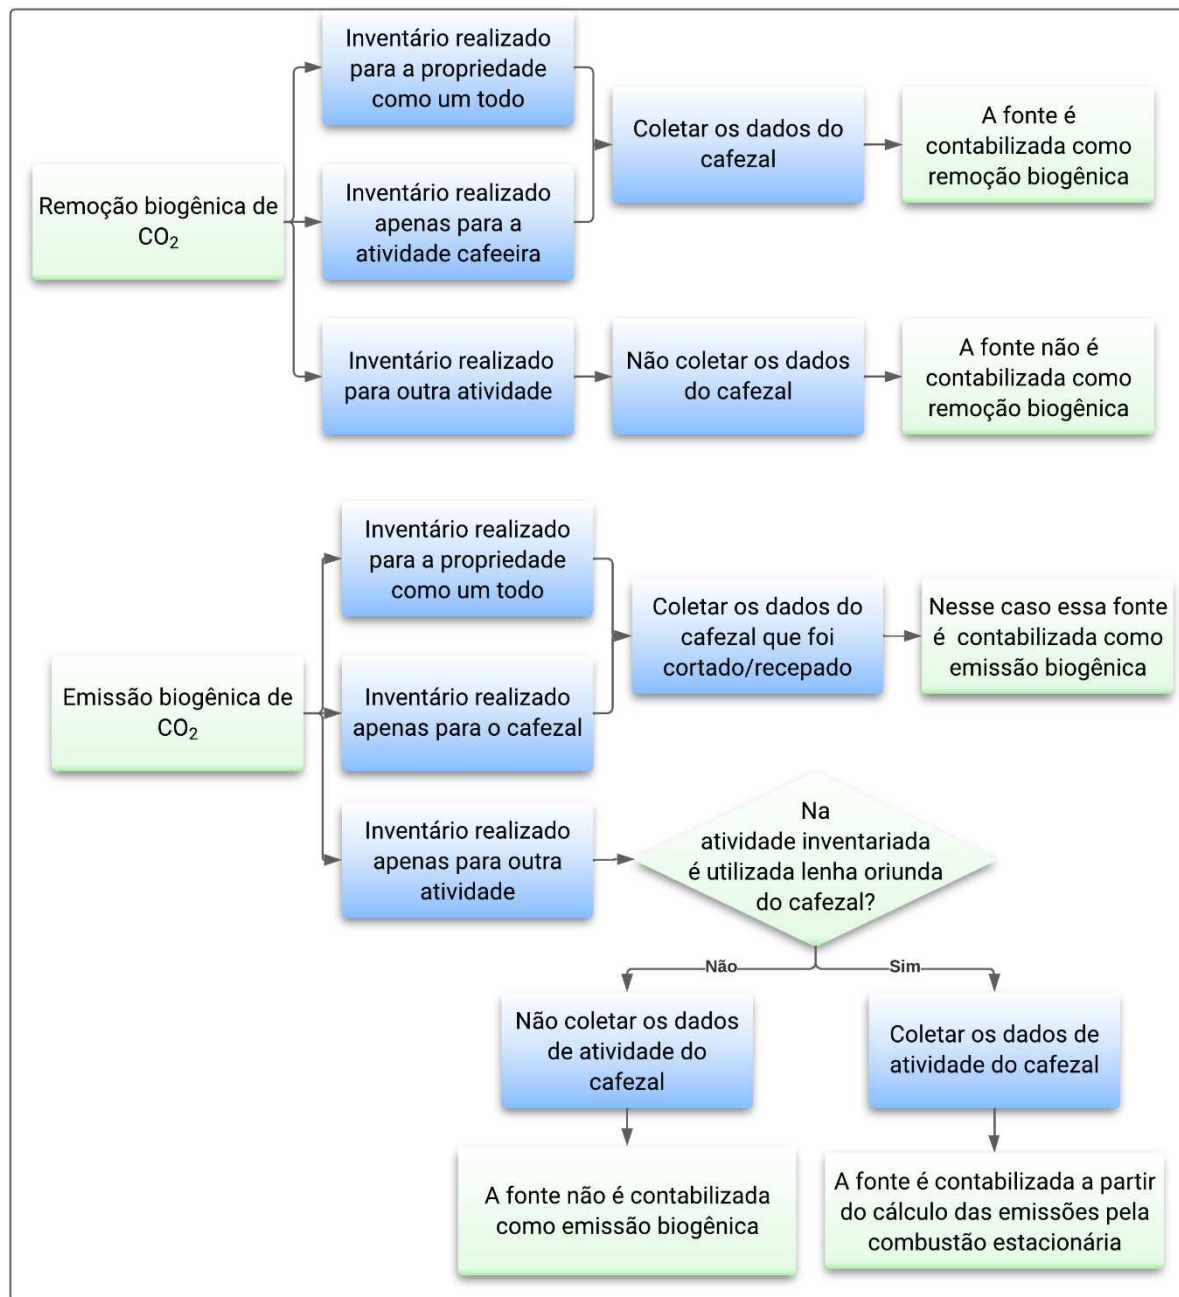 Inventário realizado
para a propriedade
como um todo
Coletar os dados do
cafezal
A fonte é
contabilizada como
remoção biogênica
Remoção biogênica de
CO₂
Inventário realizado
apenas para a
atividade cafeeira
Inventário realizado
para outra atividade
Não coletar os dados
do cafezal
A fonte não é
contabilizada como
remoção biogênica
Inventário realizado
para a propriedade
como um todo
Coletar os dados do
cafezal que foi
cortado/recepado
Nesse caso essa fonte
é contabilizada como
emissão biogênica
Emissão biogênica de
CO₂
Inventário realizado
apenas para o cafezal
Inventário realizado
apenas para outra
atividade
Na
atividade inventariada
é utilizada lenha oriunda
do cafezal?
Não
Sim
Não coletar os dados
de atividade do
cafezal
Coletar os dados de
atividade do cafezal
A fonte não é contabilizada
como emissão biogênica
A fonte é contabilizada a partir
do cálculo das emissões pela
combustão estacionária